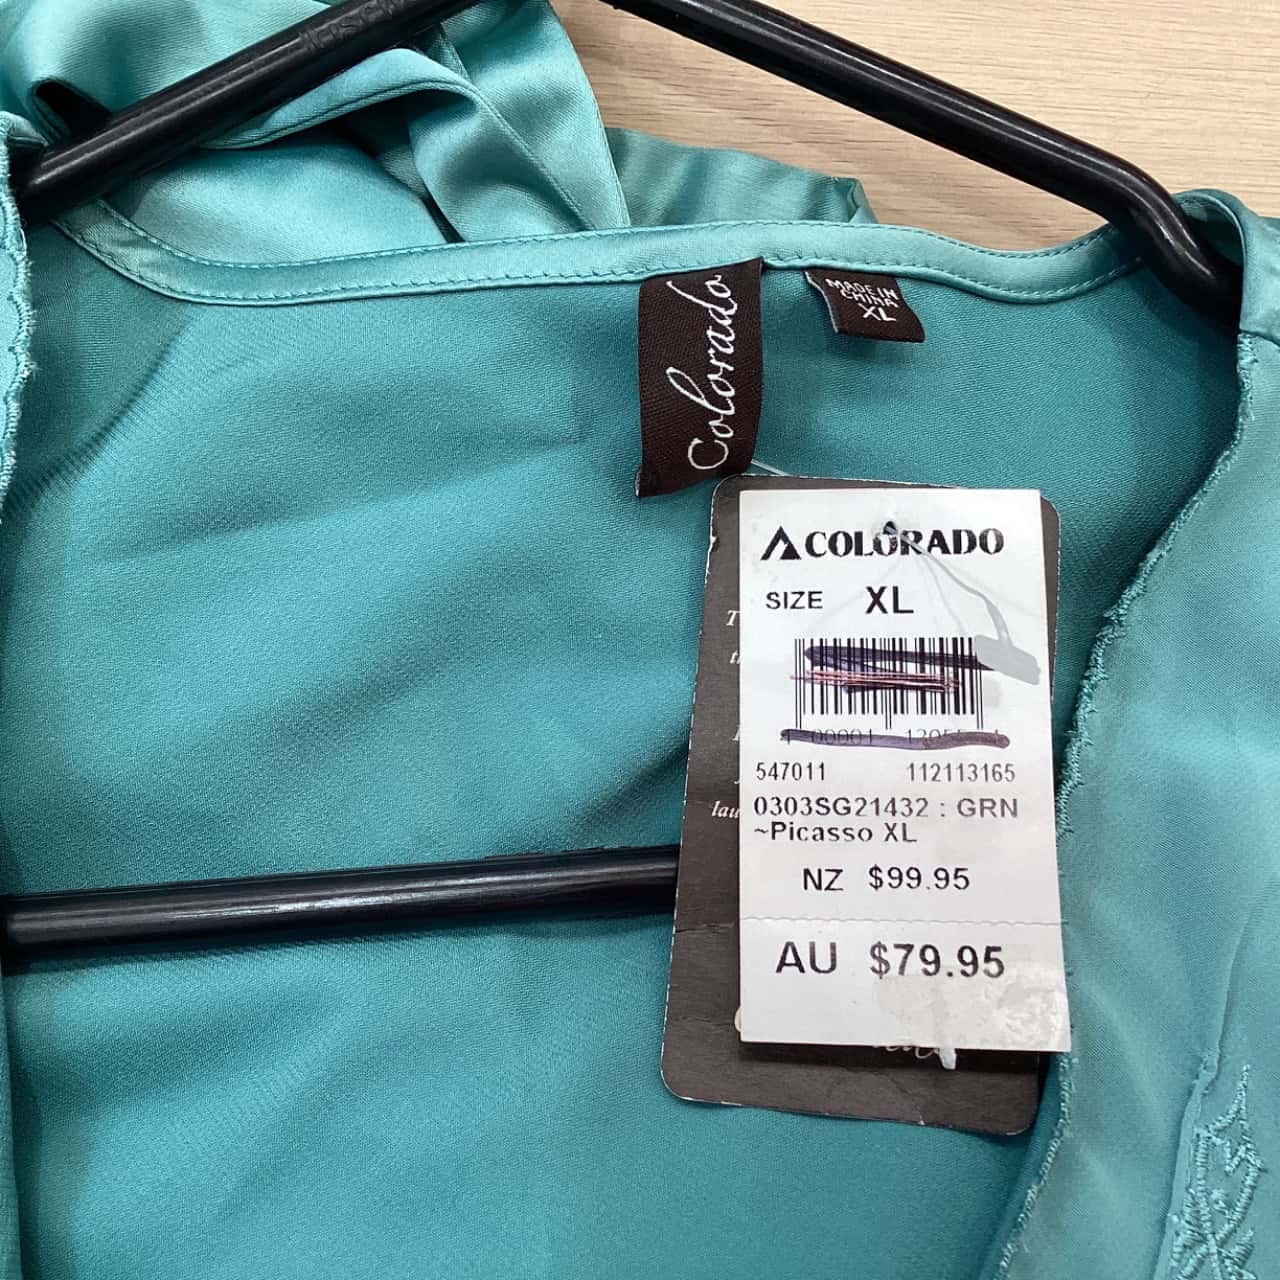 Colorado
MADE IN
CHINA
XL
COLORADO
SIZE XL
547011 112113165
0303SG21432 : GRN
~Picasso XL
NZ $99.95
AU $79.95